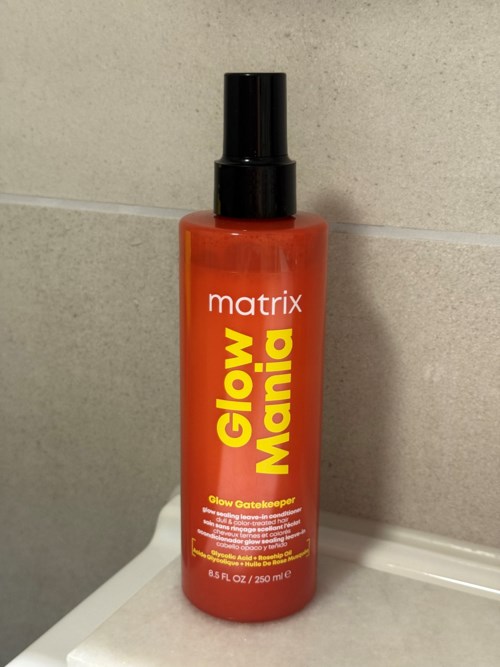 matrix
Glow
Mania
Glow Gatekeeper
glow sealing leave-in conditioner
dull & color-treated hair
soin sans rinçage scellant l'éclat
cheveux ternes et colorés
acondicionador glow sealing leave-in
cabello opaco y teñido
Glycolic Acid + Rosehip Oil
Acide Glycolique + Huile De Rose Musquée
8.5 FL OZ / 250 ml e